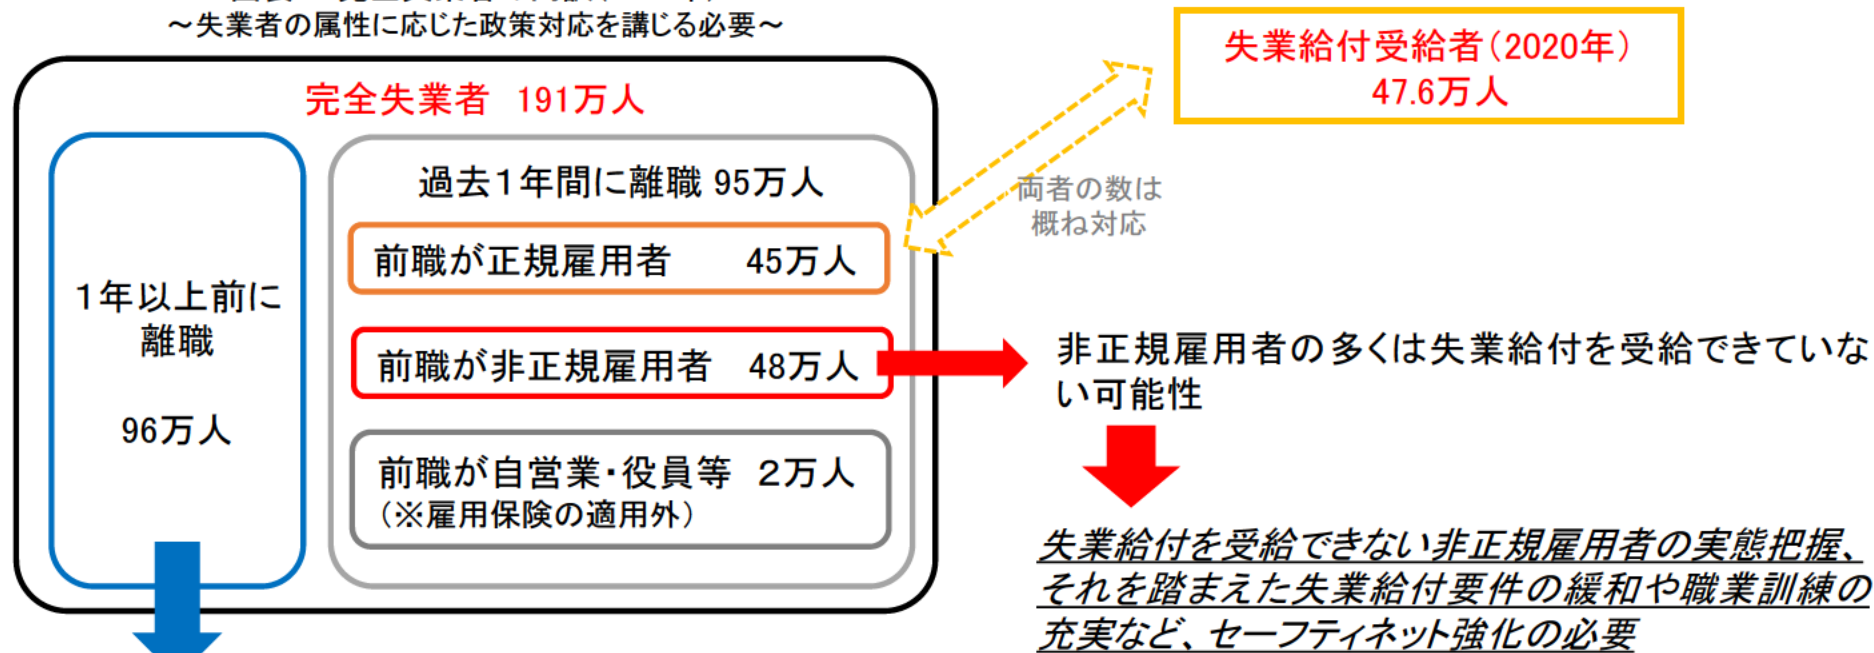 ～失業者の属性に応じた政策対応を講じる必要～
失業給付受給者(2020年)
47.6万人
完全失業者 191万人
過去１年間に離職 95万人
両者の数は
概ね対応
前職が正規雇用者 45万人
１年以上前に
離職
96万人
前職が非正規雇用者 48万人
非正規雇用者の多くは失業給付を受給できていな
い可能性
前職が自営業・役員等 ２万人
(※雇用保険の適用外)
失業給付を受給できない非正規雇用者の実態把握、
それを踏まえた失業給付要件の緩和や職業訓練の
充実など、セーフティネット強化の必要